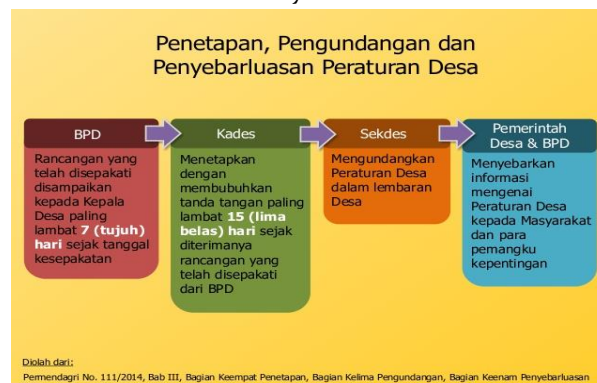 Penetapan, Pengundangan dan
Penyebarluasan Peraturan Desa
BPD
Rancangan yang
telah disepakati
disampaikan
kepada Kepala
Desa paling
lambat 7 (tujuh)
hari sejak tanggal
kesepakatan
Kades
Menetapkan
dengan
membubuhkan
tanda tangan paling
lambat 15 (lima
belas) hari sejak
diterimanya
rancangan yang
telah disepakati
dari BPD
Sekdes
Mengundangkan
Peraturan Desa
dalam lembaran
Desa
Pemerintah
Desa & BPD
Menyebarkan
informasi
mengenai
Peraturan Desa
kepada Masyarakat
dan para
pemangku
kepentingan
Diolah dari:
Permendagri No. 111/2014, Bab III, Bagian Keempat Penetapan, Bagian Kelima Pengundangan, Bagian Keenam Penyebarluasan